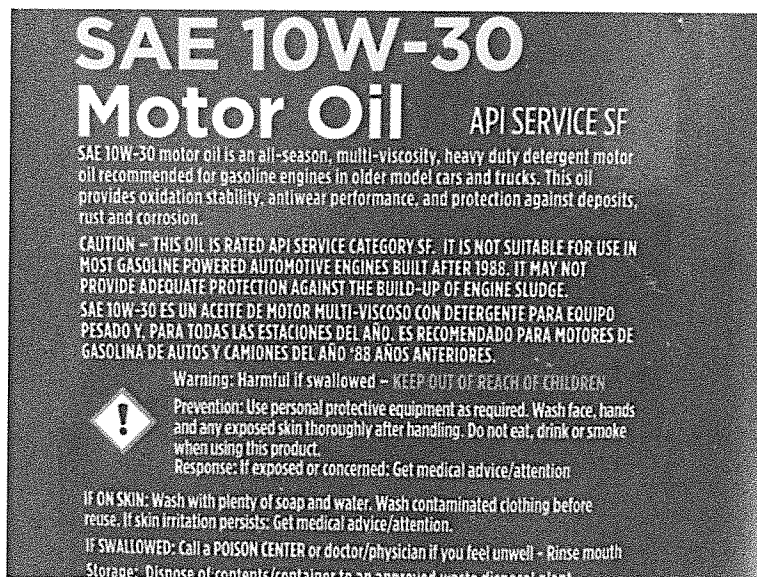 SAE 10W-30
Motor Oil API SERVICE SF
SAE 10W-30 motor oil is an all-season, multi-viscosity, heavy duty detergent motor
oil recommended for gasoline engines in older model cars and trucks. This oil
provides oxidation stability, antiwear performance, and protection against deposits,
rust and corrosion.
CAUTION – THIS OIL IS RATED API SERVICE CATEGORY SF. IT IS NOT SUITABLE FOR USE IN
MOST GASOLINE POWERED AUTOMOTIVE ENGINES BUILT AFTER 1988. IT MAY NOT
PROVIDE ADEQUATE PROTECTION AGAINST THE BUILD-UP OF ENGINE SLUDGE.
SAE 10W-30 ES UN ACEITE DE MOTOR MULTI-VISCOSO CON DETERGENTE PARA EQUIPO
PESADO Y, PARA TODAS LAS ESTACIONES DEL AÑO. ES RECOMENDADO PARA MOTORES DE
GASOLINA DE AUTOS Y CAMIONES DEL AÑO '88 AÑOS ANTERIORES.
Warning: Harmful if swallowed – KEEP OUT OF REACH OF CHILDREN
Prevention: Use personal protective equipment as required. Wash face, hands
and any exposed skin thoroughly after handling. Do not eat, drink or smoke
when using this product.
Response: If exposed or concerned: Get medical advice/attention
IF ON SKIN: Wash with plenty of soap and water. Wash contaminated clothing before
reuse. If skin irritation persists: Get medical advice/attention.
IF SWALLOWED: Call a POISON CENTER or doctor/physician if you feel unwell - Rinse mouth
Storage: Dispose of contents/container to an approved waste disposal plant